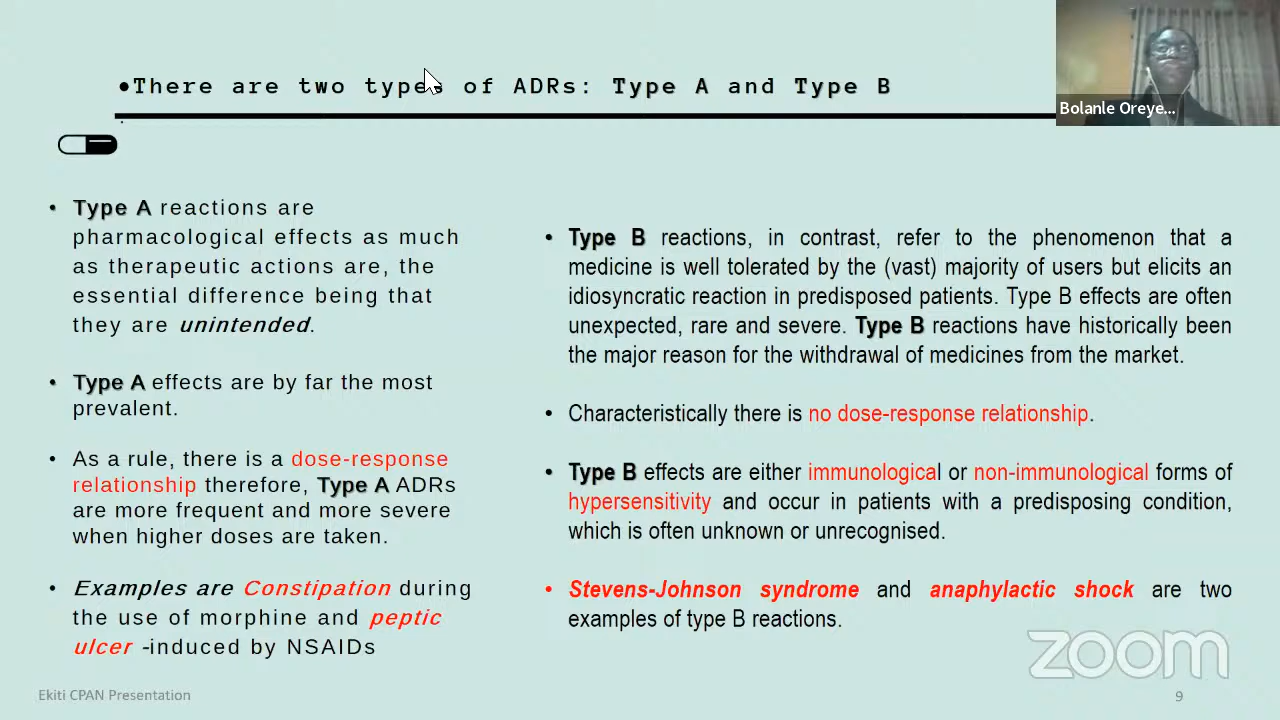 •There are two types of ADRs: Type A and Type B
Bolanle Oreye...
• Type A reactions are
pharmacological effects as much
as therapeutic actions are, the
essential difference being that
they are unintended.
• Type A effects are by far the most
prevalent.
• As a rule, there is a dose-response
relationship therefore, Type A ADRs
are more frequent and more severe
when higher doses are taken.
• Examples are Constipation during
the use of morphine and peptic
ulcer -induced by NSAIDs
• Type B reactions, in contrast, refer to the phenomenon that a
medicine is well tolerated by the (vast) majority of users but elicits an
idiosyncratic reaction in predisposed patients. Type B effects are often
unexpected, rare and severe. Type B reactions have historically been
the major reason for the withdrawal of medicines from the market.
• Characteristically there is no dose-response relationship.
• Type B effects are either immunological or non-immunological forms of
hypersensitivity and occur in patients with a predisposing condition,
which is often unknown or unrecognised.
• Stevens-Johnson syndrome and anaphylactic shock are two
examples of type B reactions.
zoom
Ekiti CPAN Presentation
9